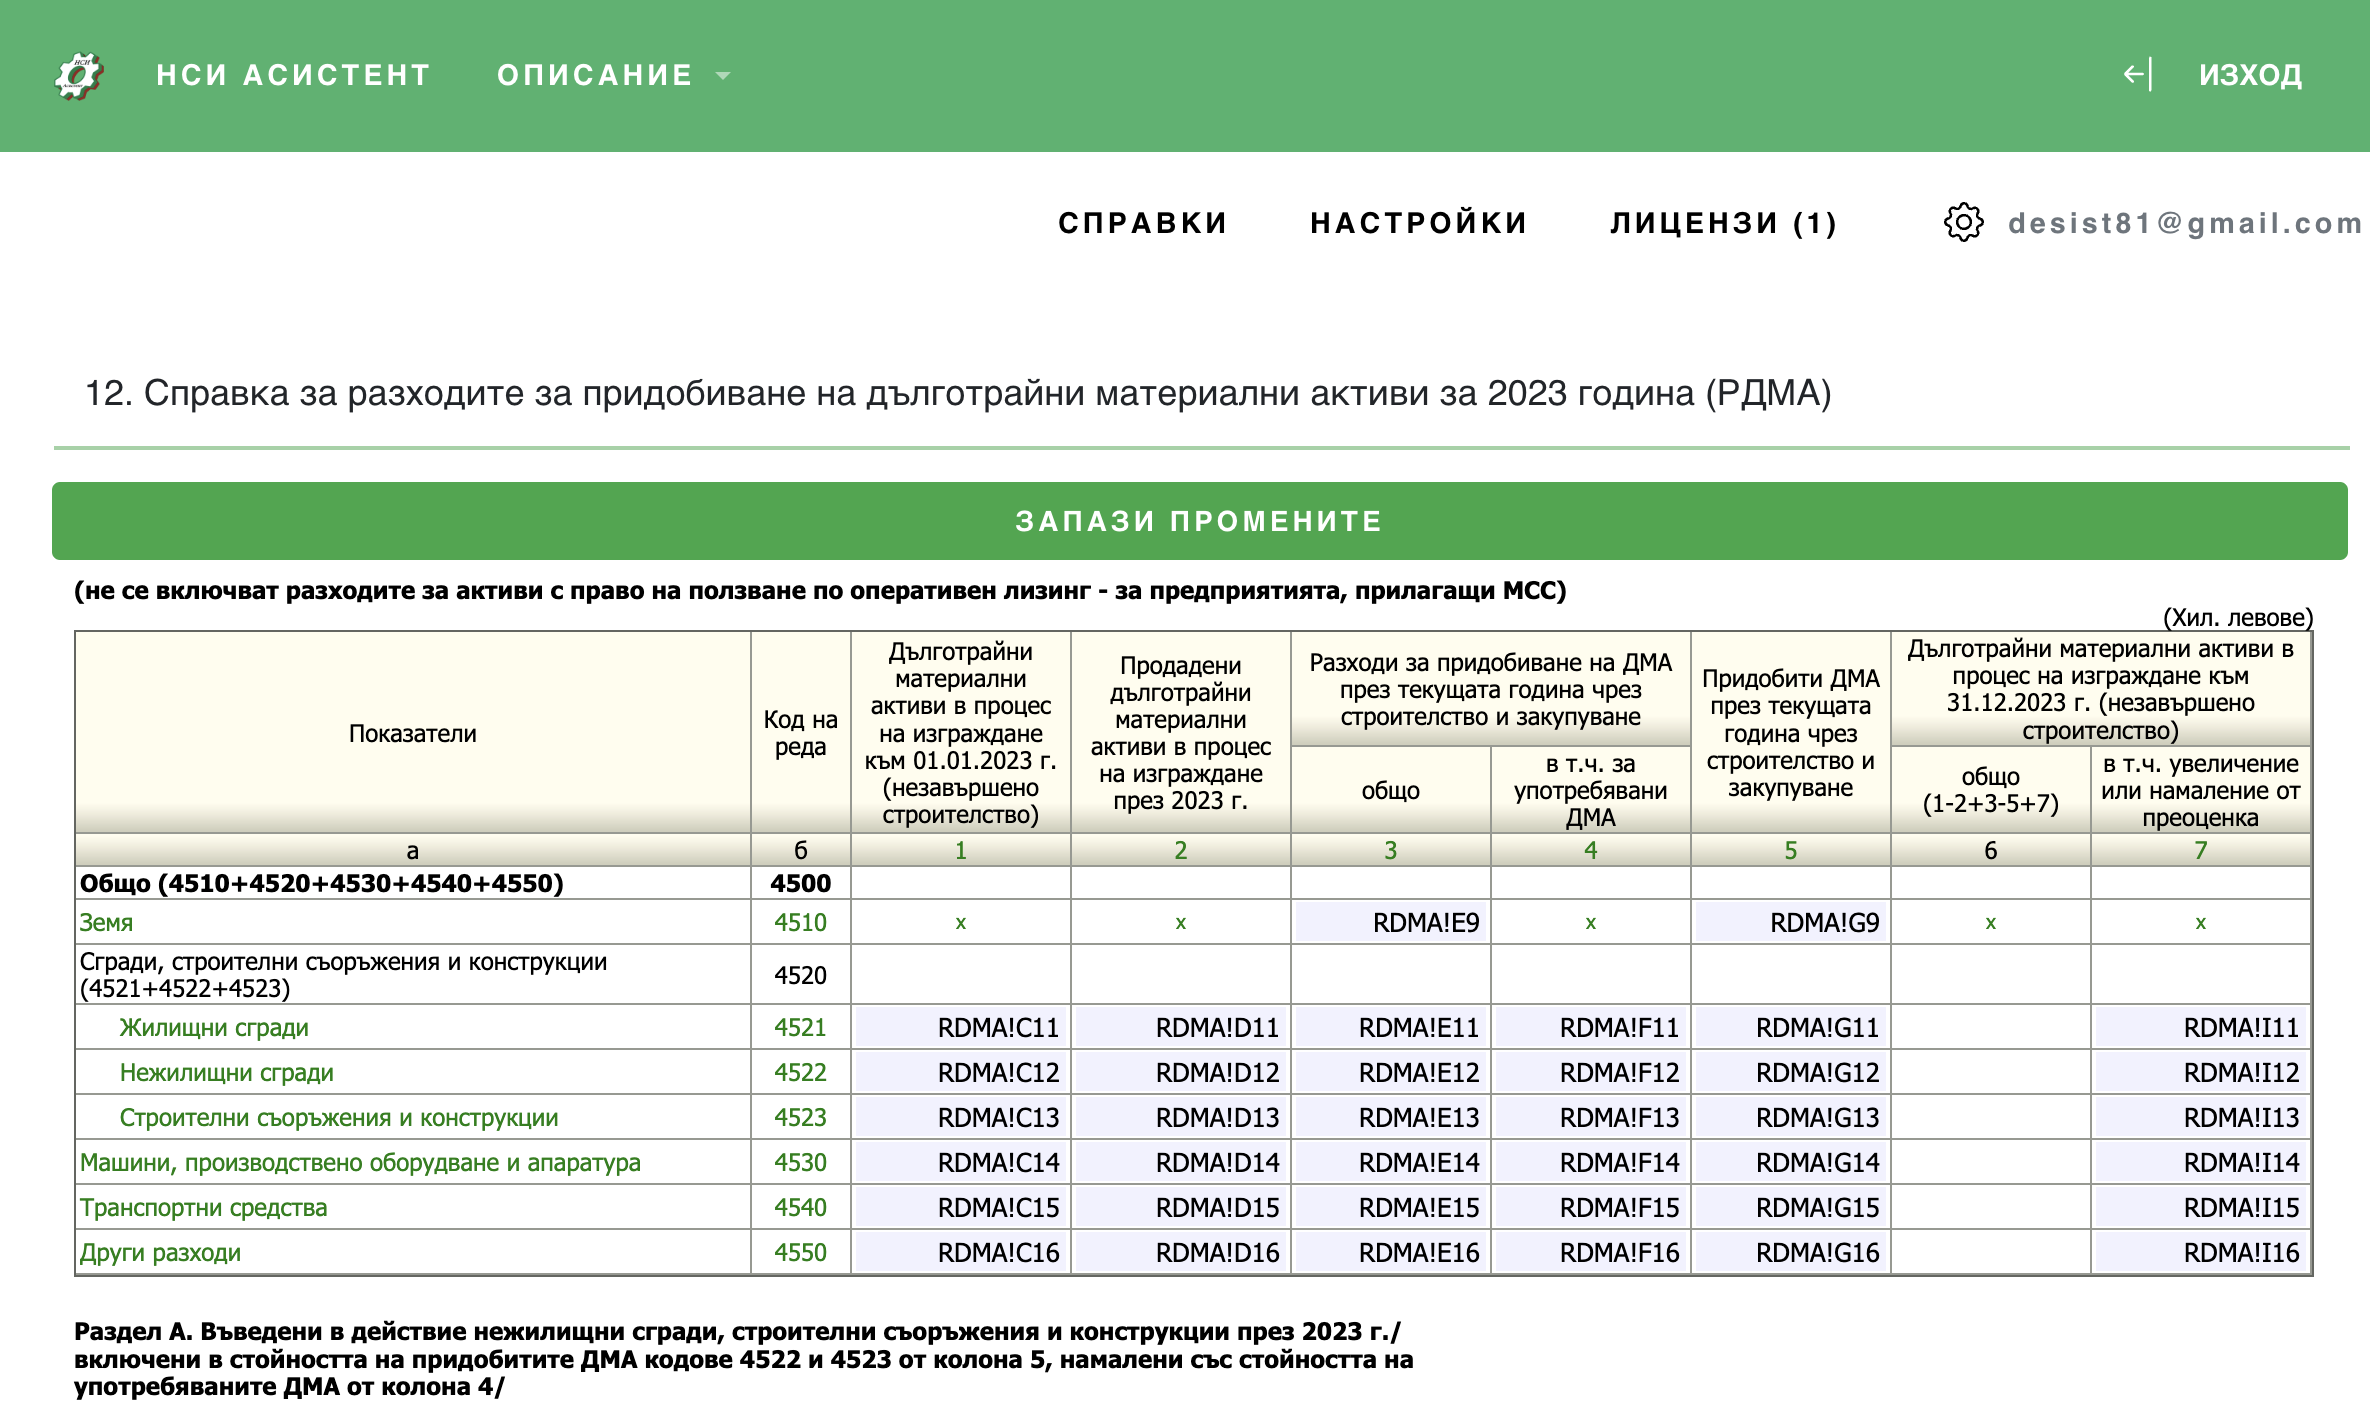 НСИ АСИСТЕНТ ОПИСАНИЕ ИЗХОД
СПРАВКИ НАСТРОЙКИ ЛИЦЕНЗИ (1) desist81@gmail.com
12. Справка за разходите за придобиване на дълготрайни материални активи за 2023 година (РДМА)
ЗАПАЗИ ПРОМЕНИТЕ
(не се включват разходите за активи с право на ползване по оперативен лизинг - за предприятията, прилагащи МСС)
(Хил. левове)
Показатели
Код на
реда
Дълготрайни
материални
активи в процес
на изграждане
към 01.01.2023 г.
(незавършено
строителство)
Продадени
дълготрайни
материални
активи в процес
на изграждане
през 2023 г.
Разходи за придобиване на ДМА
през текущата година чрез
строителство и закупуване
общо
в т.ч. за
употребявани
ДМА
Придобити ДМА
през текущата
година чрез
строителство и
закупуване
Дълготрайни материални активи в
процес на изграждане към
31.12.2023 г. (незавършено
строителство)
общо
(1-2+3-5+7)
в т.ч. увеличение
или намаление от
преоценка
а б 1 2 3 4 5 6 7
Общо (4510+4520+4530+4540+4550) 4500
Земя 4510 x x RDMA!E9 x RDMA!G9 x x
Сгради, строителни съоръжения и конструкции
(4521+4522+4523) 4520
Жилищни сгради 4521 RDMA!C11 RDMA!D11 RDMA!E11 RDMA!F11 RDMA!G11 RDMA!I11
Нежилищни сгради 4522 RDMA!C12 RDMA!D12 RDMA!E12 RDMA!F12 RDMA!G12 RDMA!I12
Строителни съоръжения и конструкции 4523 RDMA!C13 RDMA!D13 RDMA!E13 RDMA!F13 RDMA!G13 RDMA!I13
Машини, производствено оборудване и апаратура 4530 RDMA!C14 RDMA!D14 RDMA!E14 RDMA!F14 RDMA!G14 RDMA!I14
Транспортни средства 4540 RDMA!C15 RDMA!D15 RDMA!E15 RDMA!F15 RDMA!G15 RDMA!I15
Други разходи 4550 RDMA!C16 RDMA!D16 RDMA!E16 RDMA!F16 RDMA!G16 RDMA!I16
Раздел А. Въведени в действие нежилищни сгради, строителни съоръжения и конструкции през 2023 г./
включени в стойността на придобитите ДМА кодове 4522 и 4523 от колона 5, намалени със стойността на
употребяваните ДМА от колона 4/